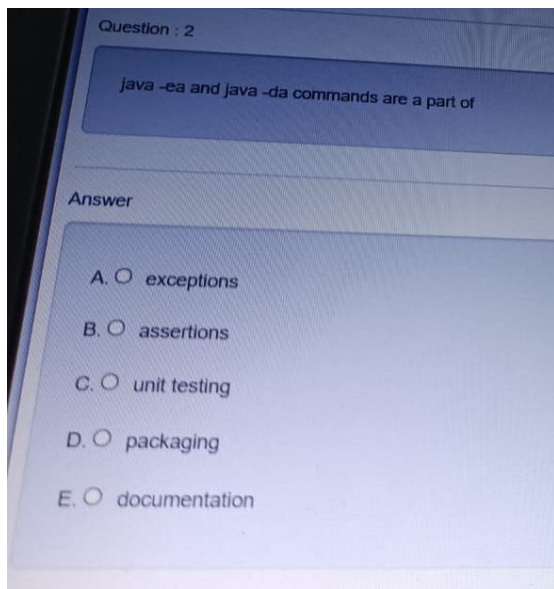 Question : 2
java -ea and java -da commands are a part of
Answer
A. exceptions
B. assertions
C. unit testing
D. packaging
E. documentation